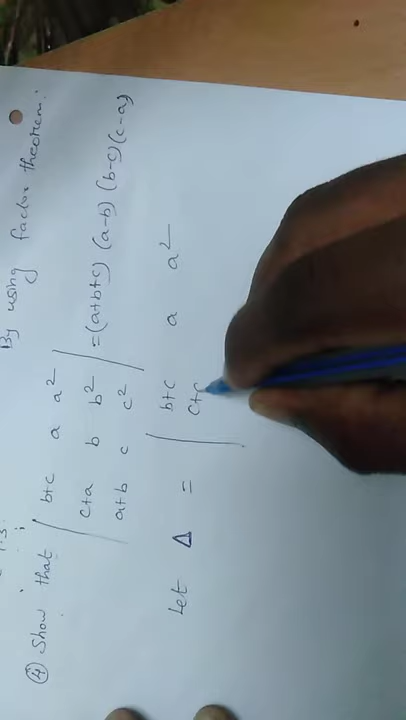 By using factor theorem.
④ Show that | b+c a a² |
| c+a b b² | = (a+b+c) (a-b) (b-c) (c-a)
| a+b c c² |
Let Δ = | b+c a a²
c+